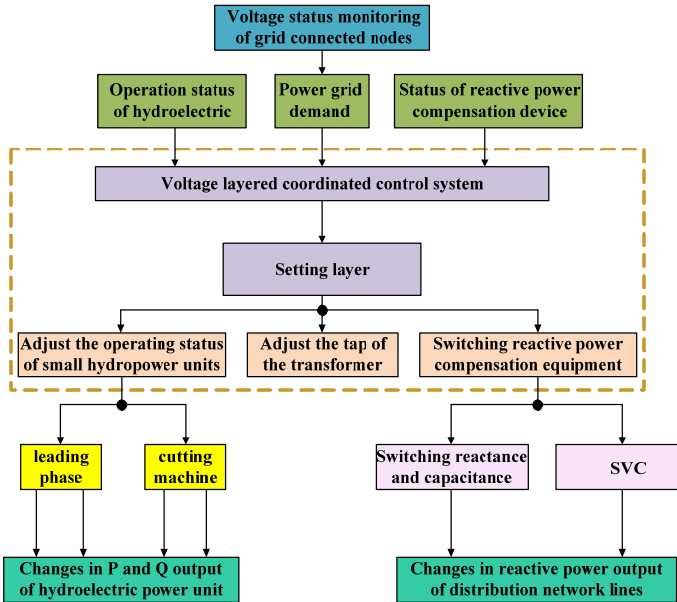 Voltage status monitoring
of grid connected nodes
Operation status
of hydroelectric
Power grid
demand
Status of reactive power
compensation device
Voltage layered coordinated control system
Setting layer
Adjust the operating status
of small hydropower units
Adjust the tap of
the transformer
Switching reactive power
compensation equipment
leading
phase
cutting
machine
Switching reactance
and capacitance
SVC
Changes in P and Q output
of hydroelectric power unit
Changes in reactive power output
of distribution network lines